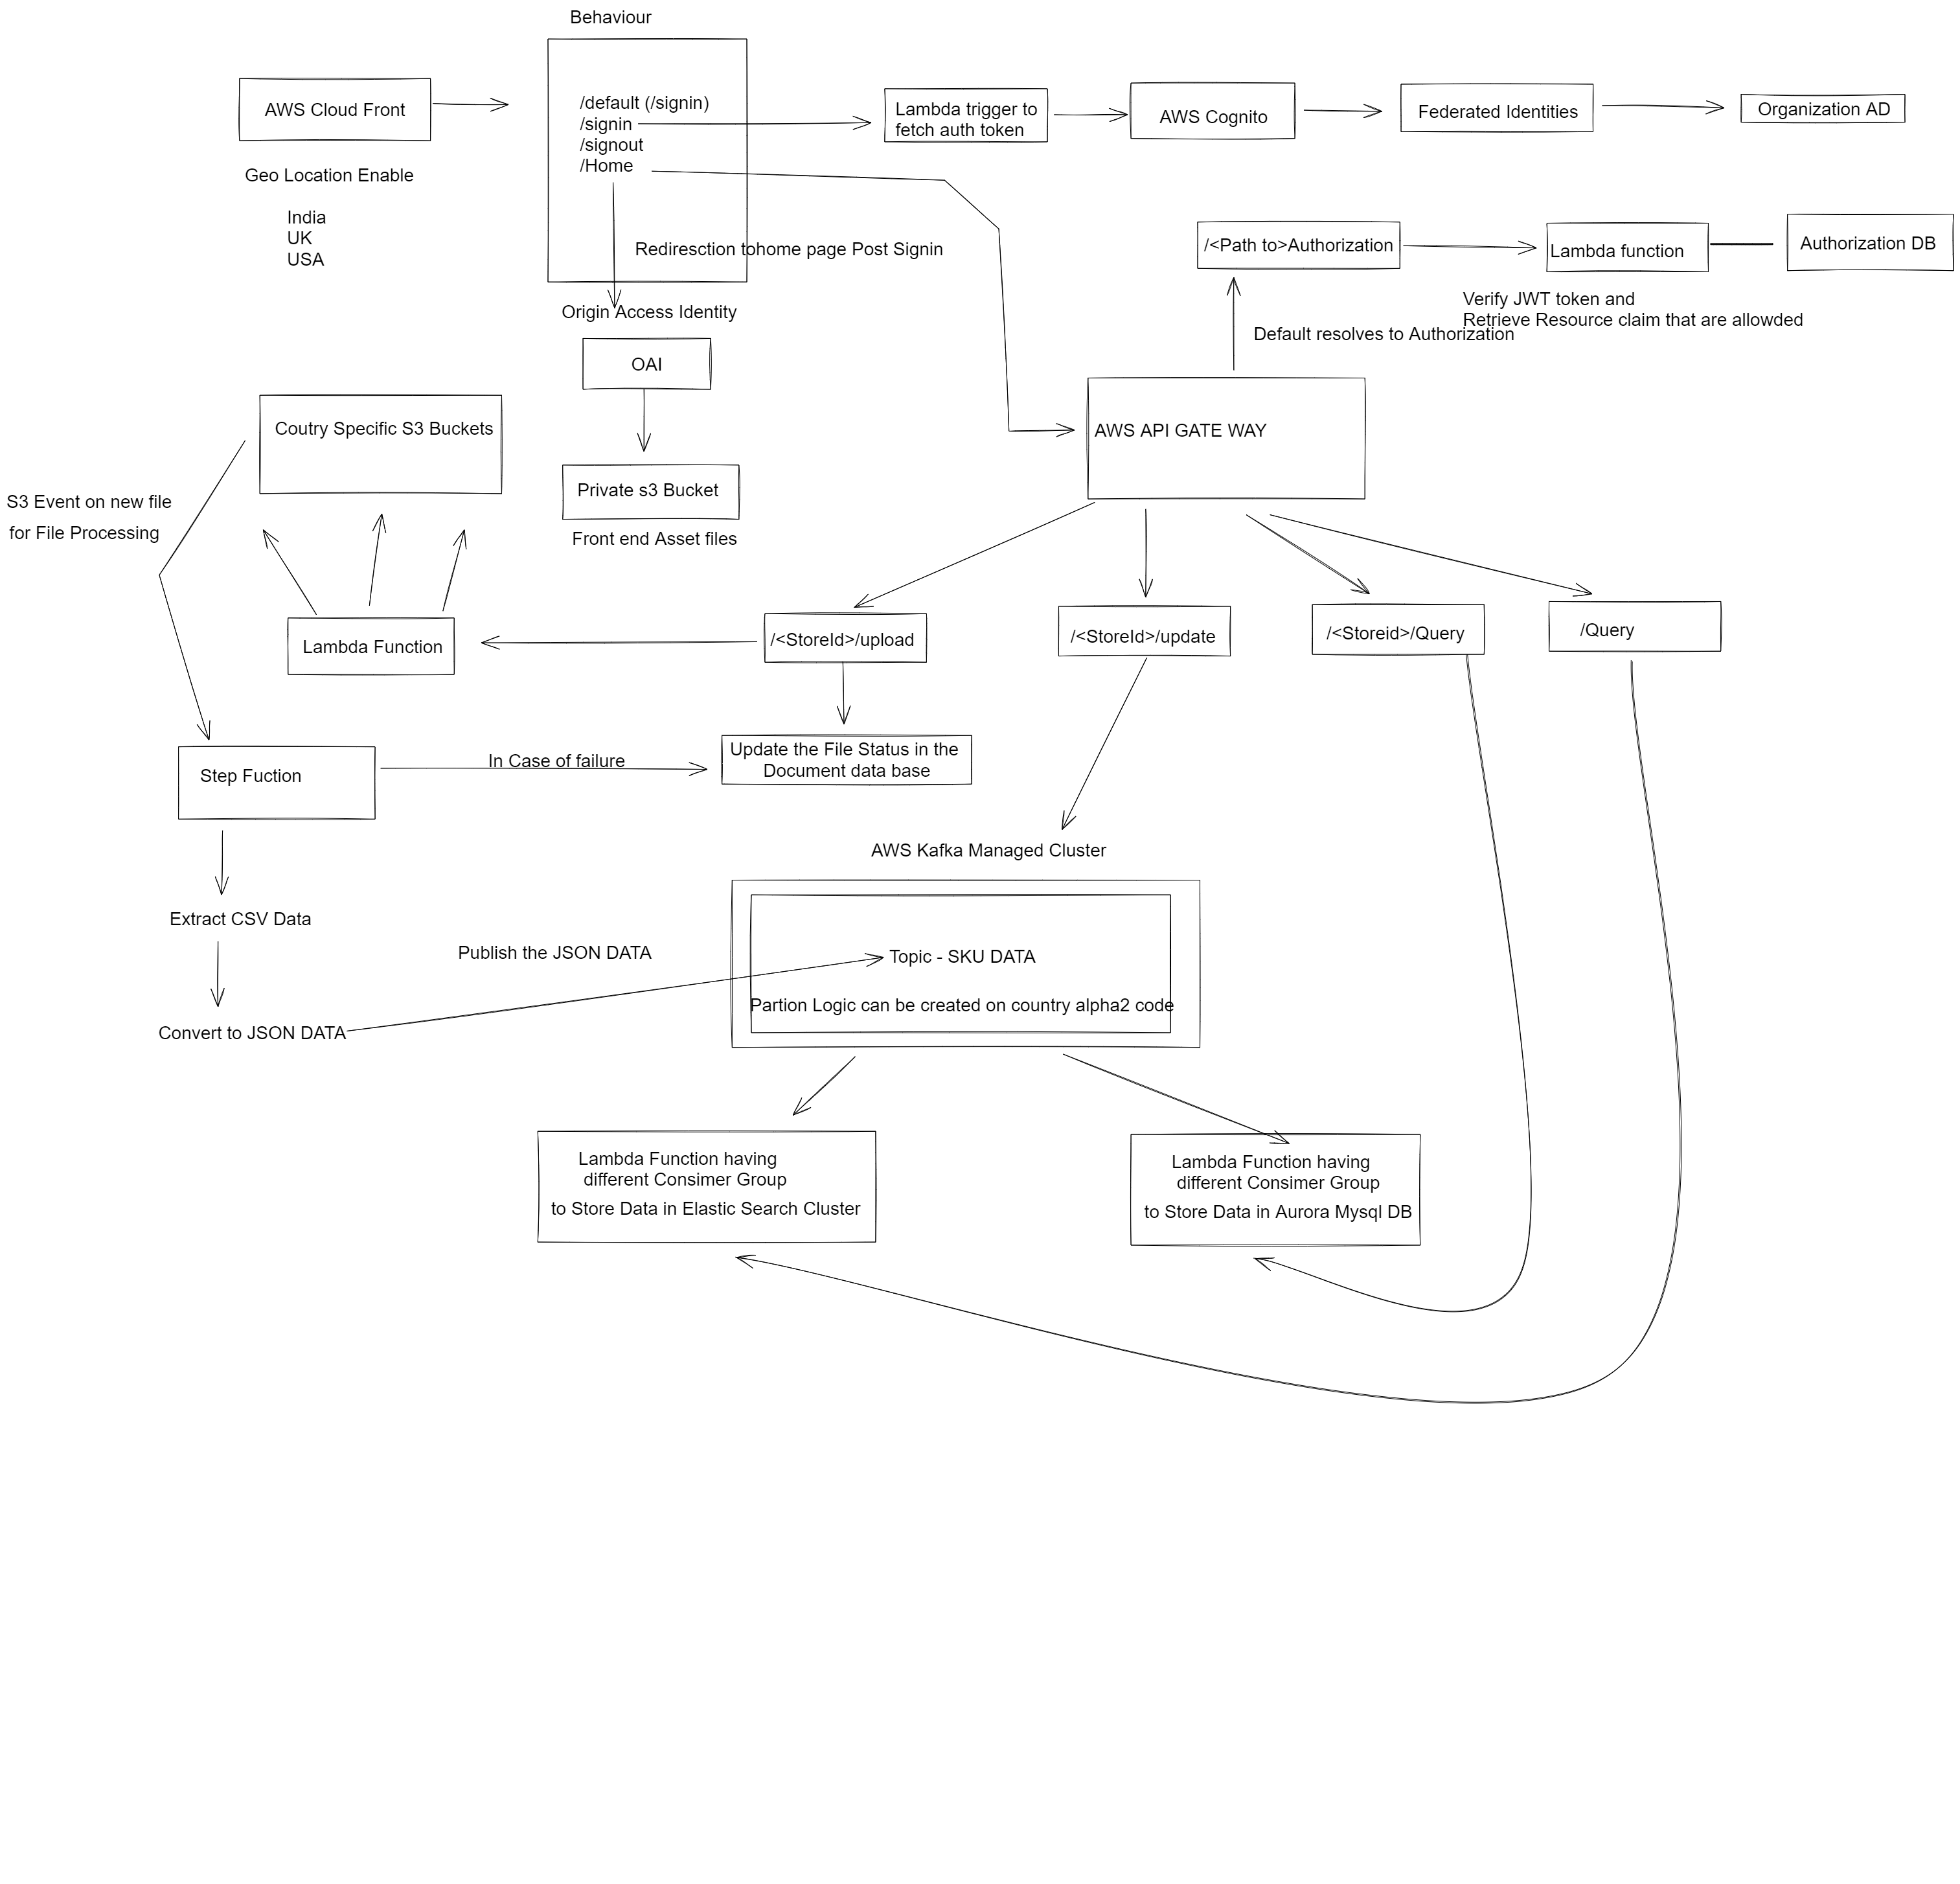 Behaviour
AWS Cloud Front
/default (/signin)
/signin
/signout
/Home
Lambda trigger to
fetch auth token
AWS Cognito
Federated Identities
Organization AD
Geo Location Enable
India
UK
USA
Rediresction tohome page Post Signin
/<Path to>Authorization
Lambda function
Authorization DB
Verify JWT token and
Retrieve Resource claim that are allowded
Default resolves to Authorization
Origin Access Identity
OAI
Coutry Specific S3 Buckets
AWS API GATE WAY
Private s3 Bucket
Front end Asset files
S3 Event on new file
for File Processing
Lambda Function
/<StoreId>/upload
/<StoreId>/update
/<Storeid>/Query
/Query
Step Fuction
In Case of failure
Update the File Status in the
Document data base
AWS Kafka Managed Cluster
Extract CSV Data
Publish the JSON DATA
Topic - SKU DATA
Partion Logic can be created on country alpha2 code
Convert to JSON DATA
Lambda Function having
different Consimer Group
to Store Data in Elastic Search Cluster
Lambda Function having
different Consimer Group
to Store Data in Aurora Mysql DB